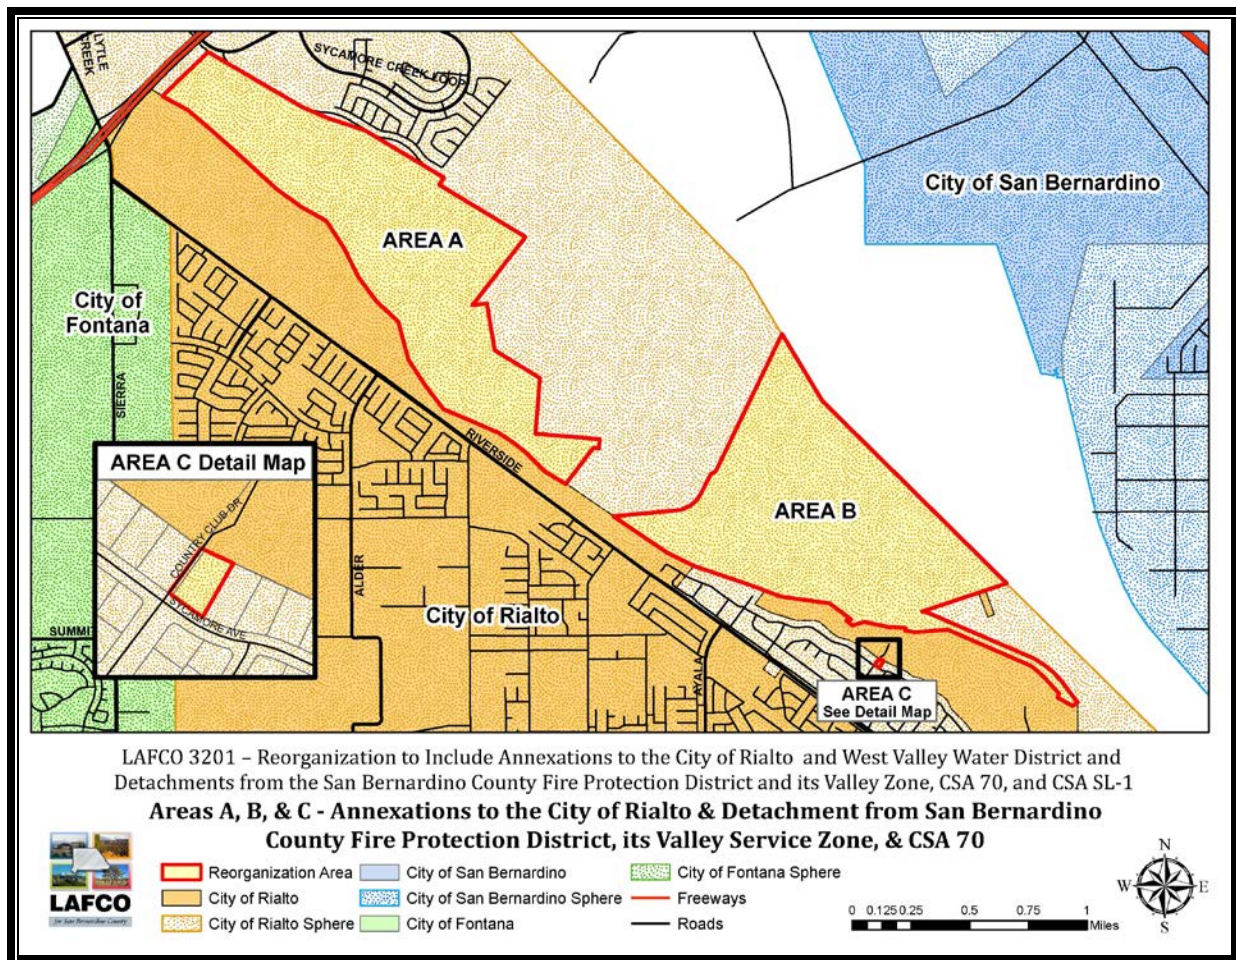 LYTLE
CREEK
SYCAMORE CREEK LOOP
City of San Bernardino
AREA A
City of
Fontana
SIERRA
RIVERSIDE
AREA C Detail Map
COUNTRY CLUB DR
SYCAMORE AVE
SUMMIT
ALDER
AREA B
City of Rialto
AYALA
AREA C
See Detail Map
LAFCO 3201 – Reorganization to Include Annexations to the City of Rialto and West Valley Water District and
Detachments from the San Bernardino County Fire Protection District and its Valley Zone, CSA 70, and CSA SL-1
Areas A, B, & C - Annexations to the City of Rialto & Detachment from San Bernardino
County Fire Protection District, its Valley Service Zone, & CSA 70
LAFCO
for San Bernardino County
Reorganization Area
City of Rialto
City of Rialto Sphere
City of San Bernardino
City of San Bernardino Sphere
City of Fontana
City of Fontana Sphere
Freeways
Roads
0 0.125 0.25 0.5 0.75 1
Miles
N
W E
S